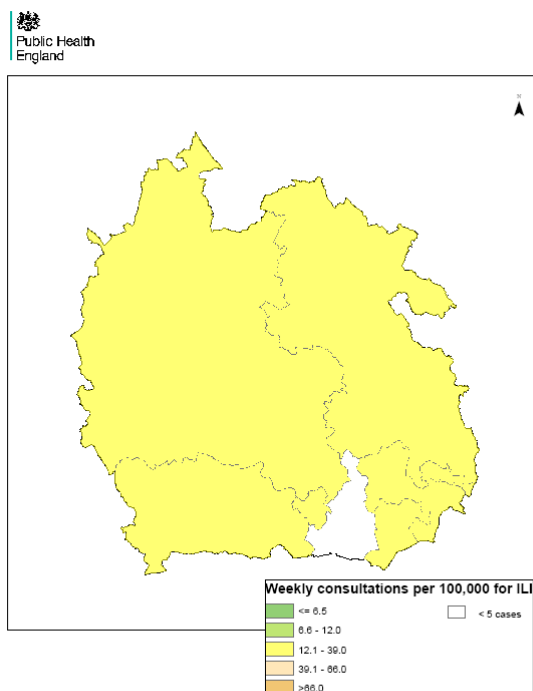 Public Health
England
N
Weekly consultations per 100,000 for ILI
<= 6.5
< 5 cases
6.6 - 12.0
12.1 - 39.0
39.1 - 66.0
>66.0